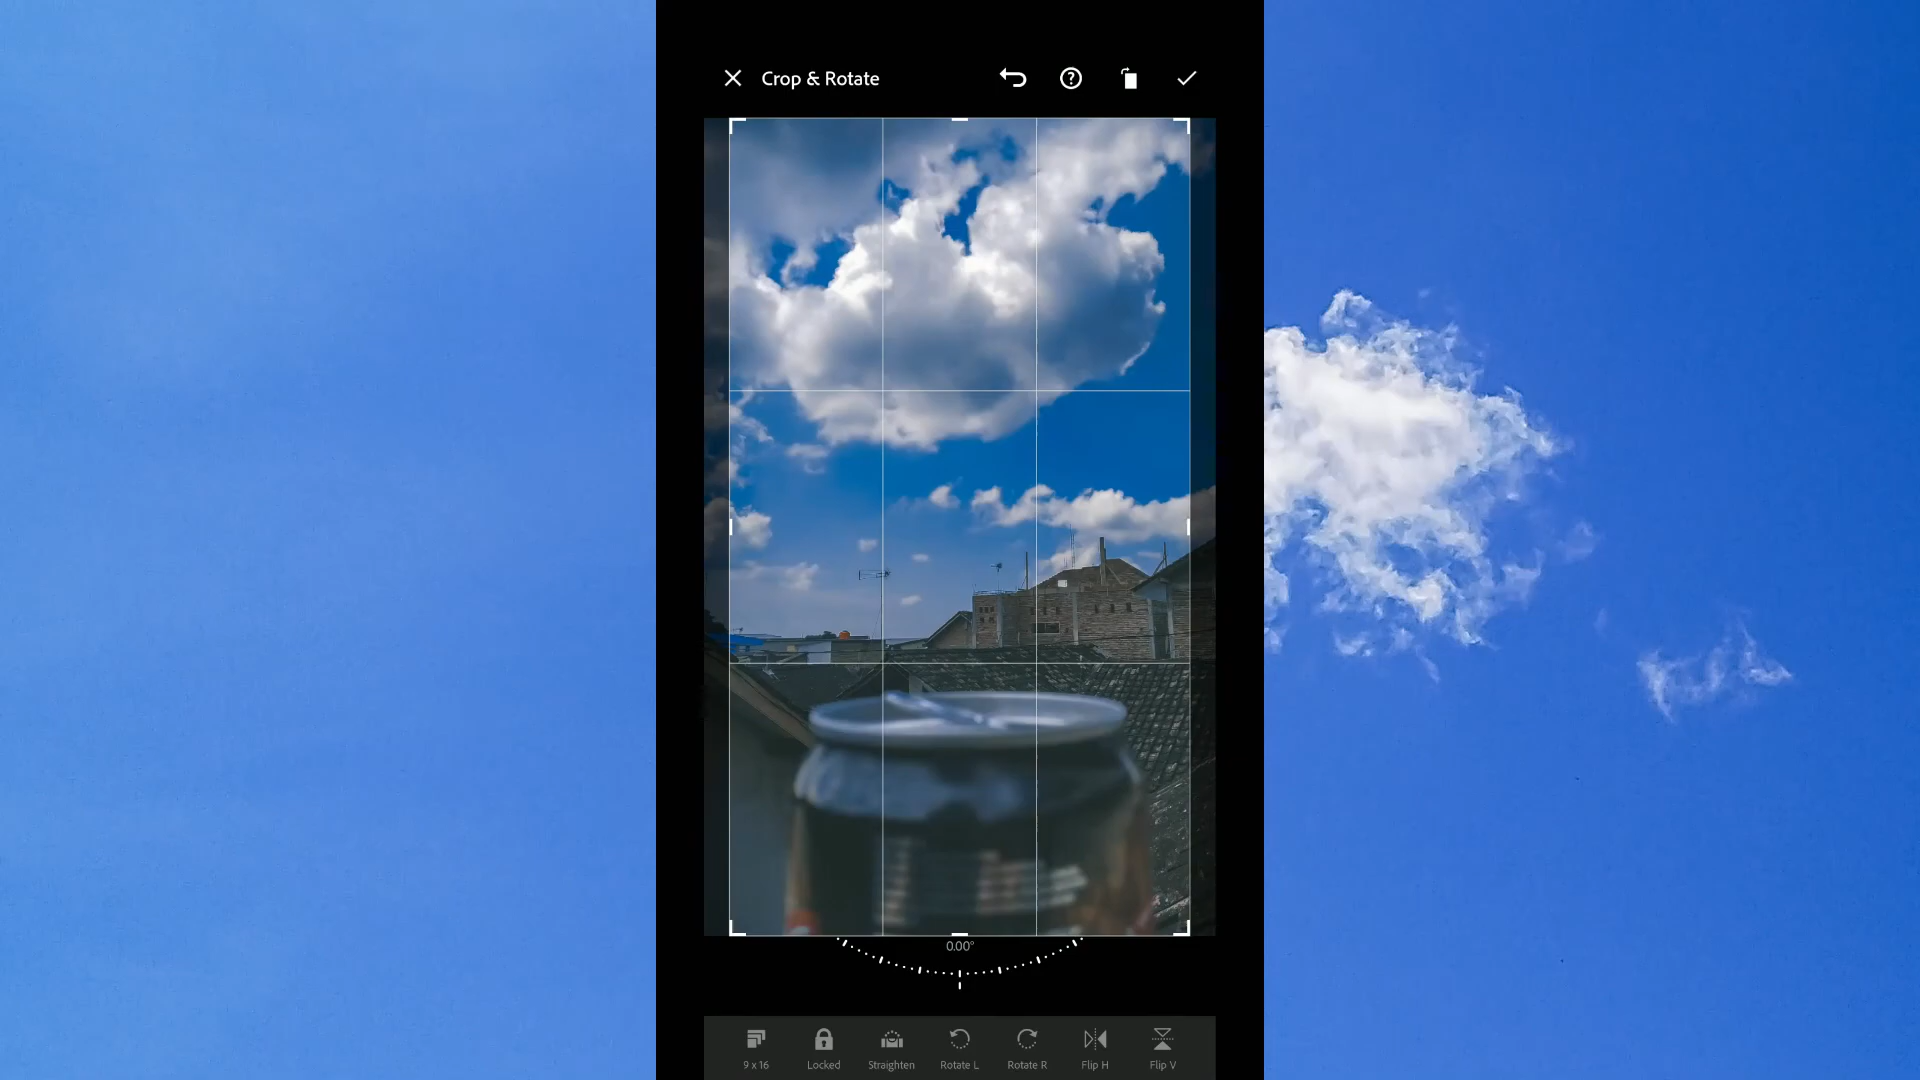 Crop & Rotate
0.00°
9 x 16
Locked
Straighten
Rotate L
Rotate R
Flip H
Flip V